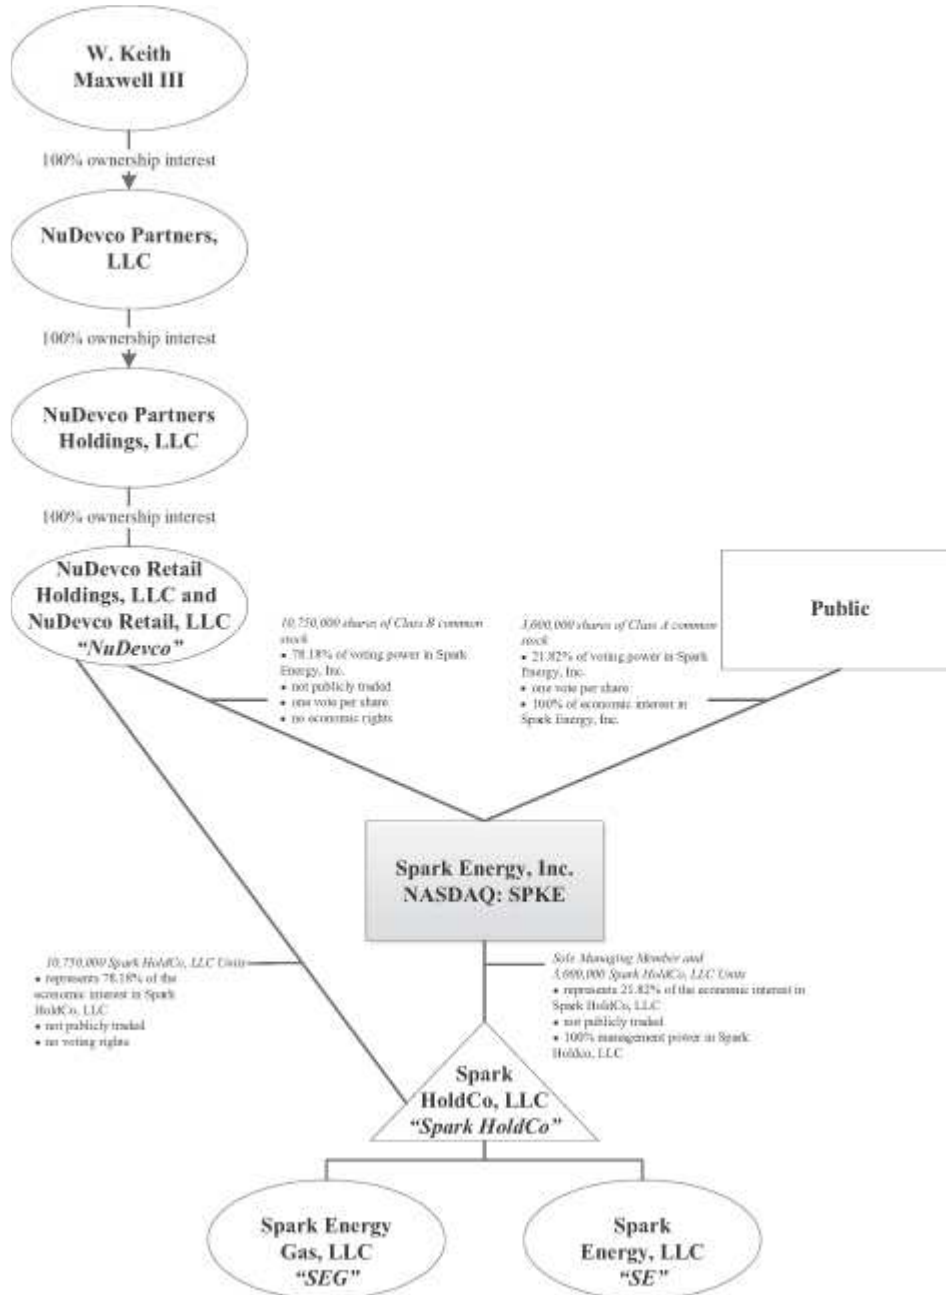 W. Keith
Maxwell III
100% ownership interest
NuDevco Partners,
LLC
100% ownership interest
NuDevco Partners
Holdings, LLC
100% ownership interest
NuDevco Retail
Holdings, LLC and
NuDevco Retail, LLC
“NuDevco”
10,750,000 shares of Class B common
stock
• 78.18% of voting power in Spark
Energy, Inc.
• not publicly traded
• one vote per share
• no economic rights
3,000,000 shares of Class A common
stock
• 21.82% of voting power in Spark
Energy, Inc.
• one vote per share
• 100% of economic interest in
Spark Energy, Inc.
Public
Spark Energy, Inc.
NASDAQ: SPKE
10,750,000 Spark HoldCo, LLC Units
• represents 78.18% of the
economic interest in Spark
HoldCo, LLC
• not publicly traded
• no voting rights
Sole Managing Member and
3,000,000 Spark HoldCo, LLC Units
• represents 21.82% of the economic interest in
Spark HoldCo, LLC
• not publicly traded
• 100% management power in Spark
Holdco, LLC
Spark
HoldCo, LLC
“Spark HoldCo”
Spark Energy
Gas, LLC
“SEG”
Spark
Energy, LLC
“SE”